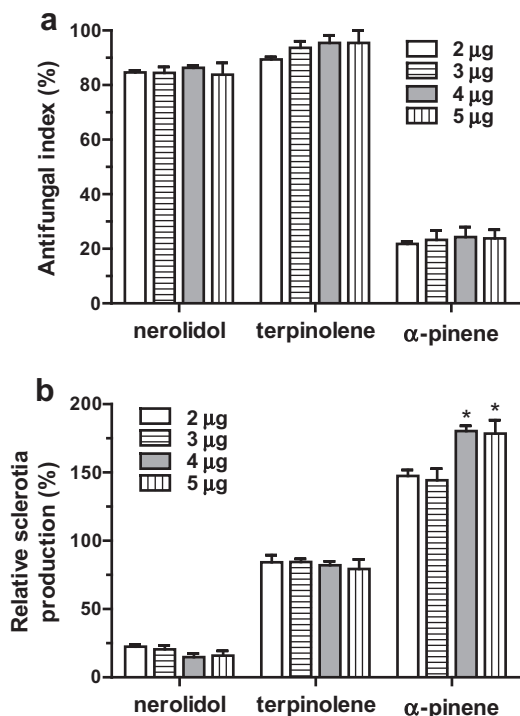 a
Antifungal index (%)
100
80
60
40
20
0
2 μg
3 μg
4 μg
5 μg
nerolidol
terpinolene
α-pinene
b
Relative sclerotia
production (%)
200
150
100
50
0
2 μg
3 μg
4 μg
5 μg
* *
nerolidol
terpinolene
α-pinene